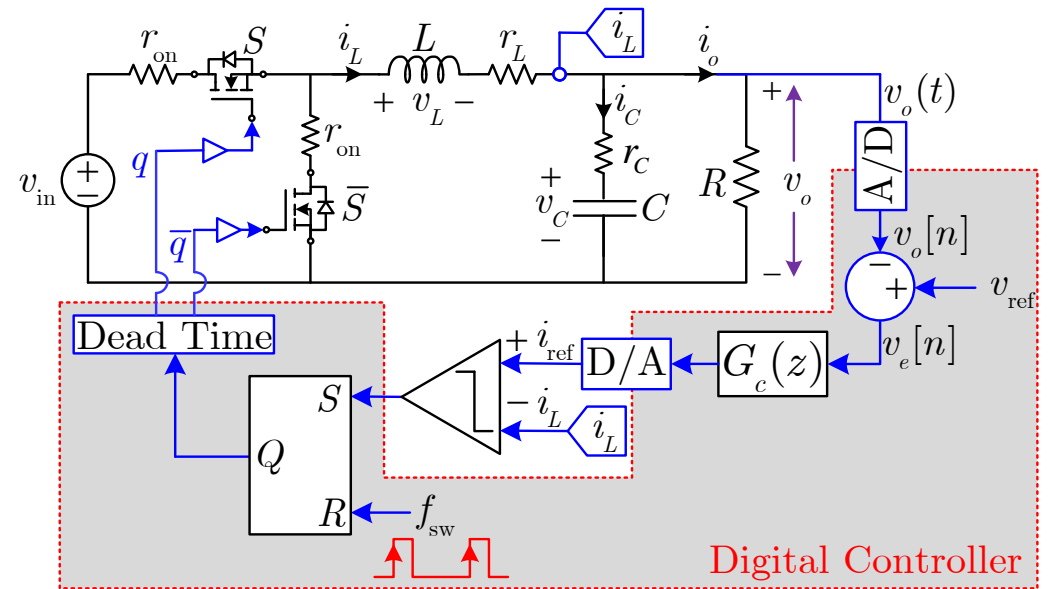 r_on
S
i_L
L
r_L
i_L
i_o
+ v_L −
v_o(t)
i_C
q
r_on
r_C
A/D
v_in
+
−
S̅
+
v_C
−
C
R
+
v_o
−
q̅
v_o[n]
−
+
v_ref
Dead Time
+ i_ref
D/A
G_c(z)
v_e[n]
S
− i_L
i_L
Q
R
f_sw
Digital Controller